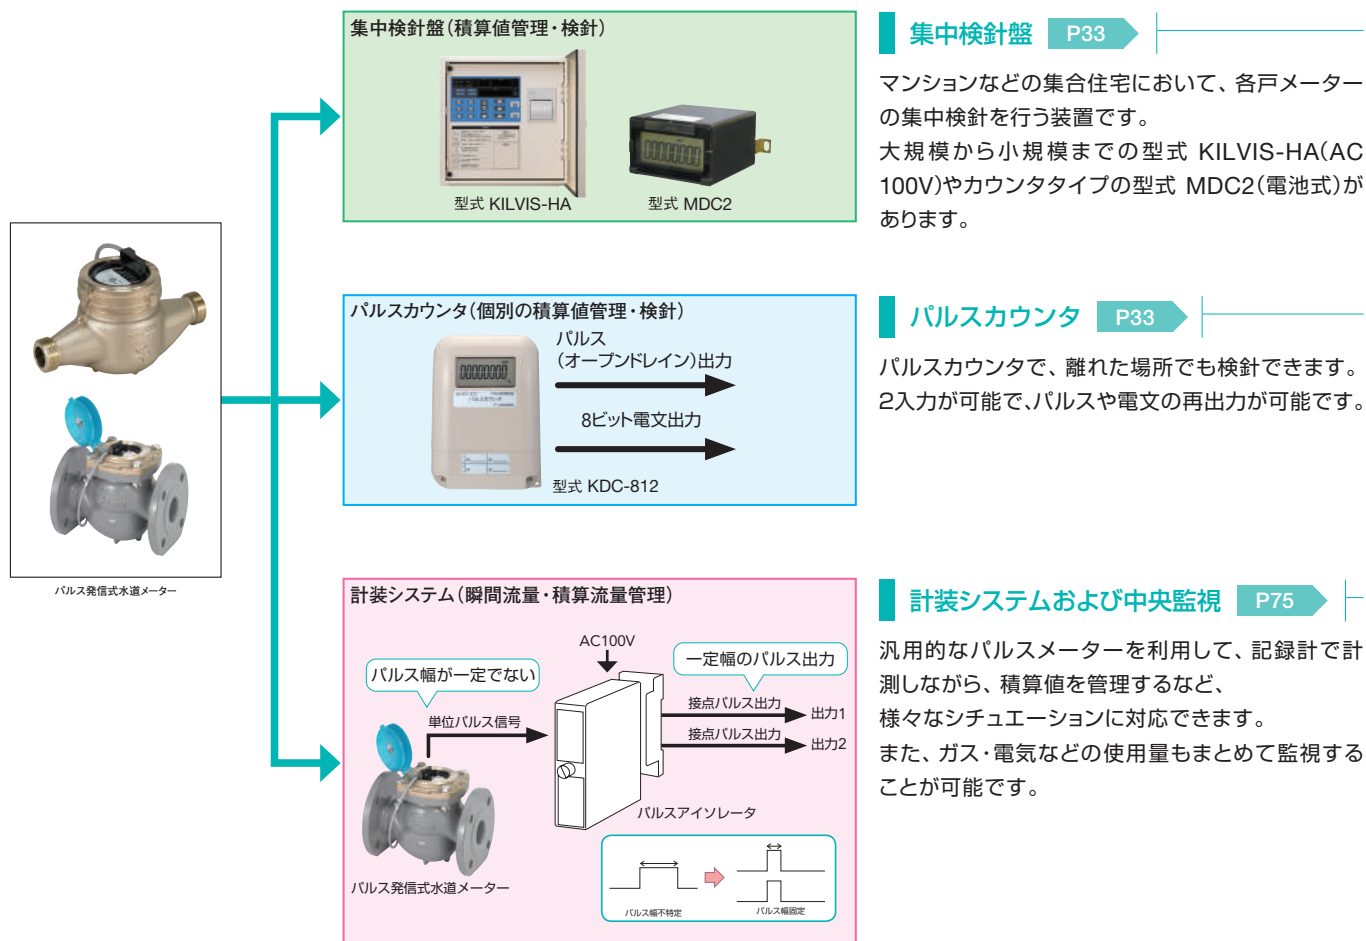 集中検針盤(積算値管理・検針)
型式 KILVIS-HA
型式 MDC2
集中検針盤
P33
マンションなどの集合住宅において、各戸メーター
の集中検針を行う装置です。
大規模から小規模までの型式 KILVIS-HA(AC
100V)やカウンタタイプの型式 MDC2(電池式)が
あります。
パルス発信式水道メーター
パルスカウンタ(個別の積算値管理・検針)
パルス
(オープンドレイン)出力
8ビット電文出力
型式 KDC-812
パルスカウンタ
P33
パルスカウンタで、離れた場所でも検針できます。
2入力が可能で、パルスや電文の再出力が可能です。
計装システム(瞬間流量・積算流量管理)
AC100V
パルス幅が一定でない
一定幅のパルス出力
単位パルス信号
接点パルス出力
出力1
接点パルス出力
出力2
パルスアイソレータ
パルス発信式水道メーター
パルス幅不特定
パルス幅固定
計装システムおよび中央監視
P75
汎用的なパルスメーターを利用して、記録計で計
測しながら、積算値を管理するなど、
様々なシチュエーションに対応できます。
また、ガス・電気などの使用量もまとめて監視する
ことが可能です。